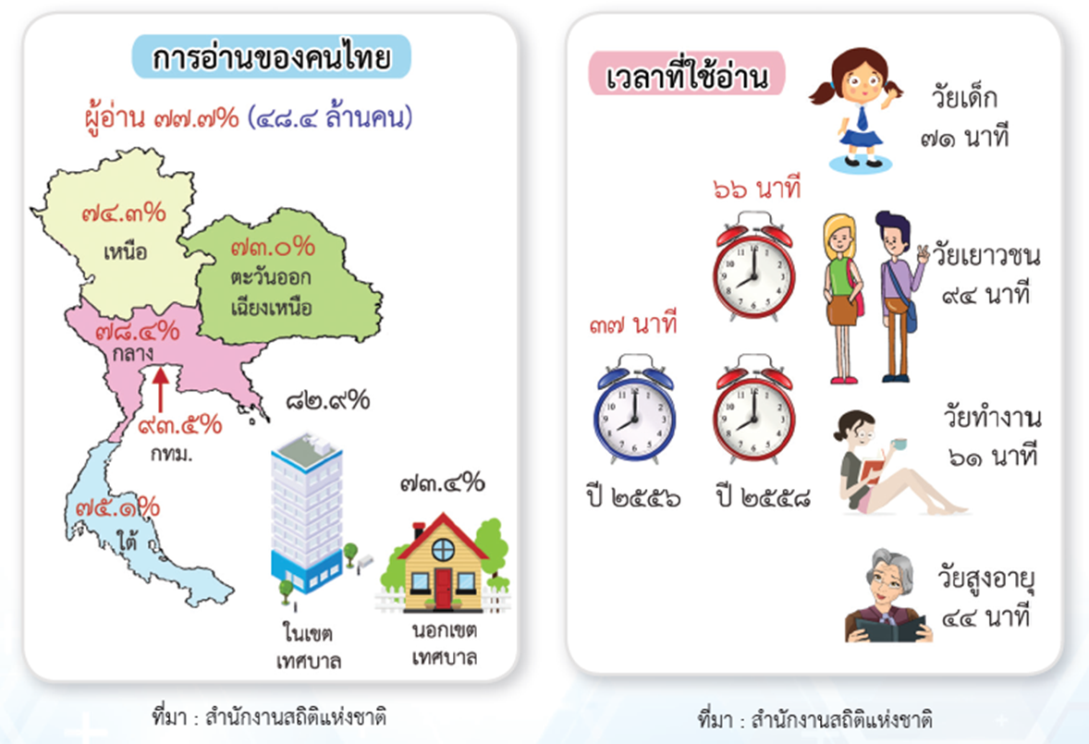 การอ่านของคนไทย
ผู้อ่าน ๗๗.๗% (๔๘.๔ ล้านคน)
๗๔.๓%
เหนือ
๗๓.๐%
ตะวันออก
เฉียงเหนือ
๗๘.๔%
กลาง
๙๓.๕%
กทม.
๗๕.๑%
ใต้
๘๒.๙%
ในเขต
เทศบาล
๗๓.๔%
นอกเขต
เทศบาล
ที่มา : สำนักงานสถิติแห่งชาติ
เวลาที่ใช้อ่าน
๓๗ นาที
ปี ๒๕๕๖
๖๖ นาที
ปี ๒๕๕๘
วัยเด็ก
๗๑ นาที
วัยเยาวชน
๙๔ นาที
วัยทำงาน
๖๑ นาที
วัยสูงอายุ
๔๔ นาที
ที่มา : สำนักงานสถิติแห่งชาติ